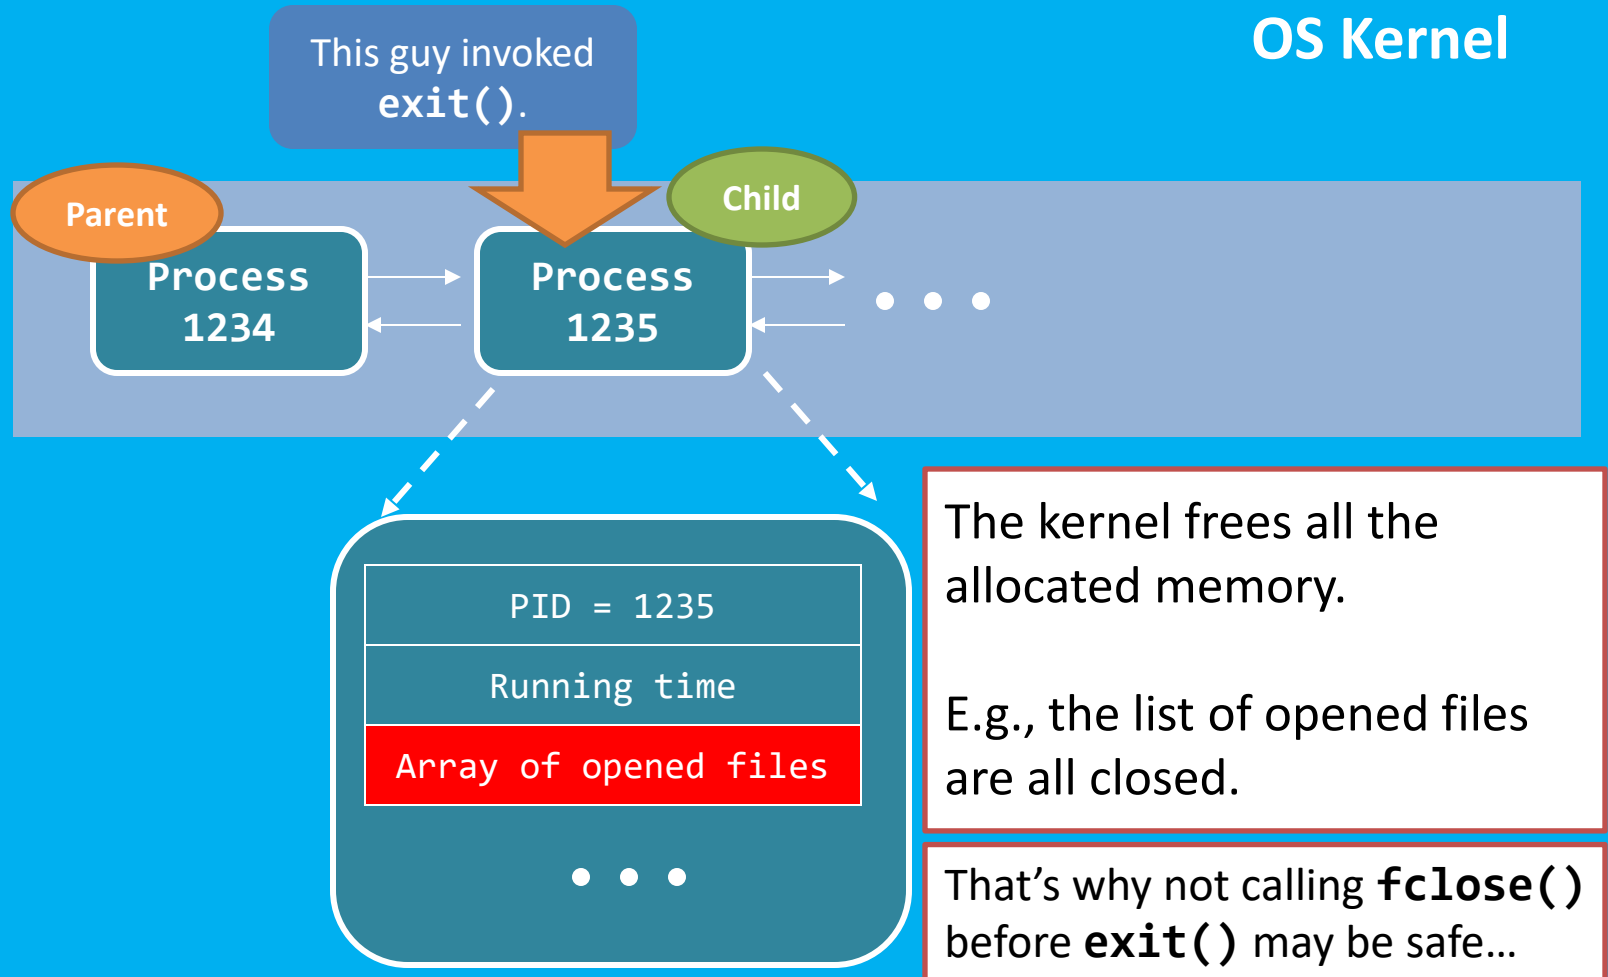 OS Kernel
This guy invoked
exit().
Parent
Child
Process
1234
Process
1235
PID = 1235
Running time
Array of opened files
The kernel frees all the
allocated memory.
E.g., the list of opened files
are all closed.
That’s why not calling fclose()
before exit() may be safe…